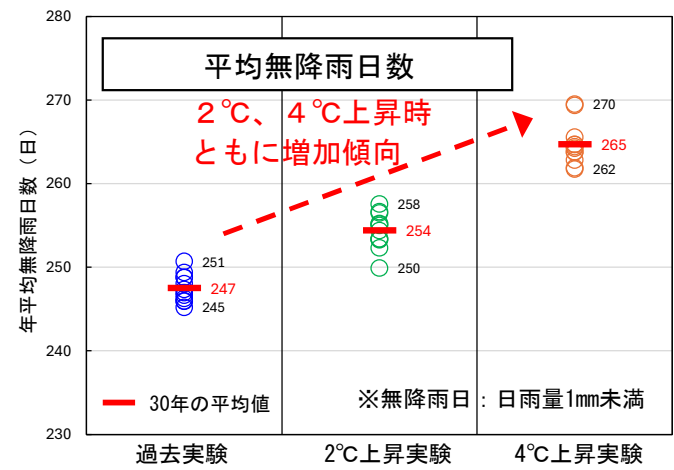 平均無降雨日数
2℃、4℃上昇時
ともに増加傾向
年平均無降雨日数（日）
280
270
260
250
240
230
251
247
245
258
254
250
270
265
262
30年の平均値
※無降雨日：日雨量1mm未満
過去実験
2℃上昇実験
4℃上昇実験